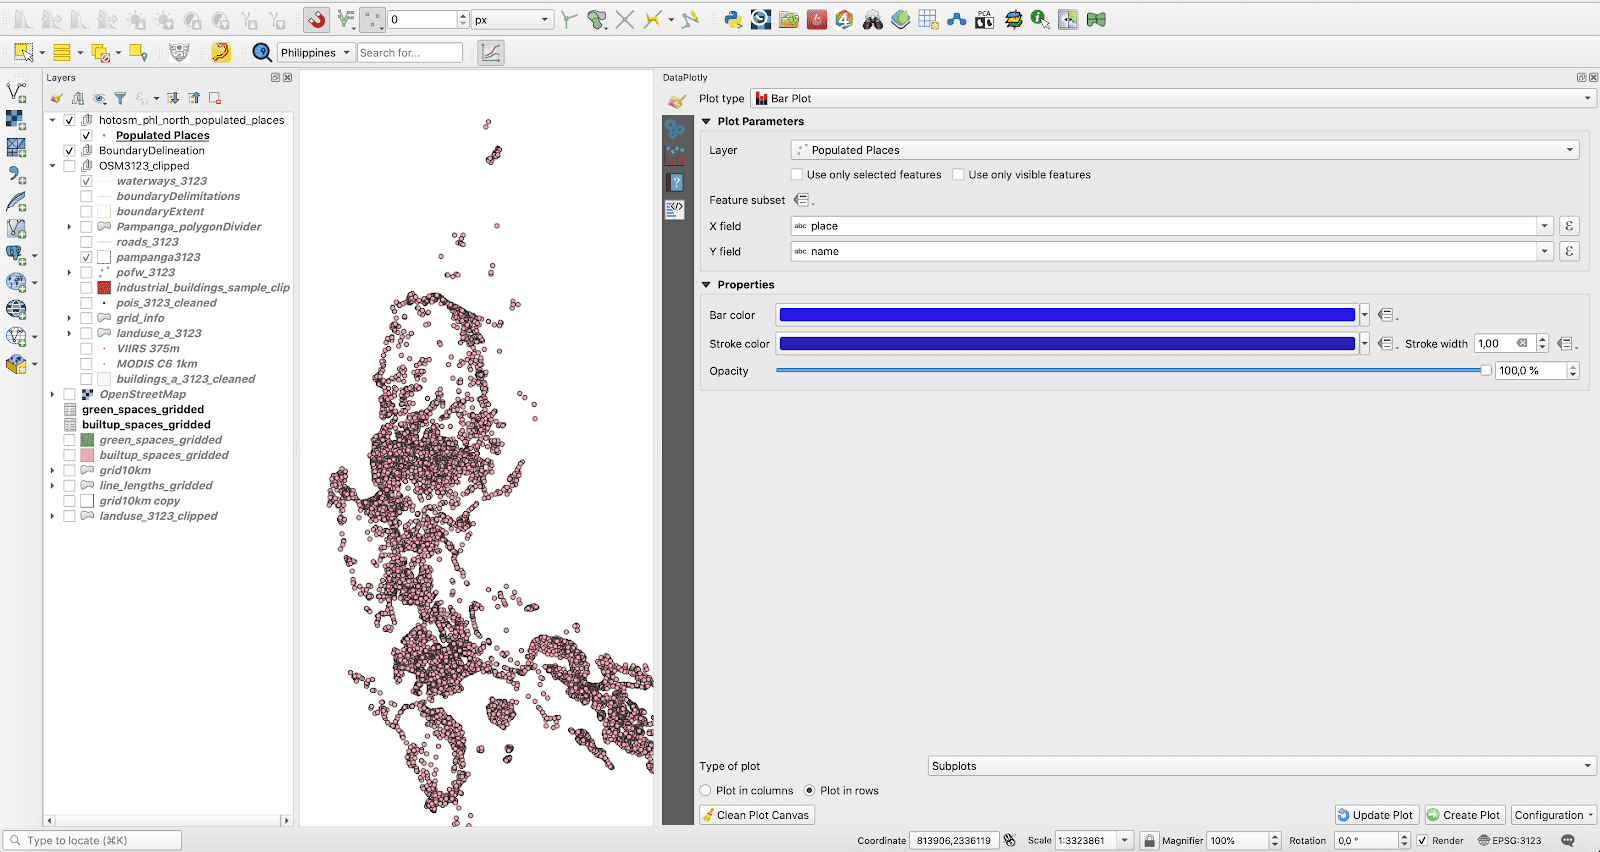 0
px
PCA
Philippines
Search for...
Layers
hotosm_phl_north_populated_places
Populated Places
BoundaryDelineation
OSM3123_clipped
waterways_3123
boundaryDelimitations
boundaryExtent
Pampanga_polygonDivider
roads_3123
pampanga3123
pofw_3123
industrial_buildings_sample_clip
pois_3123_cleaned
grid_info
landuse_a_3123
VIIRS 375m
MODIS C6 1km
buildings_a_3123_cleaned
OpenStreetMap
green_spaces_gridded
builtup_spaces_gridded
green_spaces_gridded
builtup_spaces_gridded
grid10km
line_lengths_gridded
grid10km copy
landuse_3123_clipped
DataPlotly
Plot type Bar Plot
Plot Parameters
Layer Populated Places
Use only selected features Use only visible features
Feature subset
X field abc place ε
Y field abc name ε
Properties
Bar color
Stroke color Stroke width 1,00
Opacity 100,0 %
Type of plot Subplots
Plot in columns Plot in rows
Clean Plot Canvas Update Plot Create Plot Configuration
Type to locate (⌘K) Coordinate 813906,2336119 Scale 1:3323861 Magnifier 100% Rotation 0,0 ° Render EPSG:3123